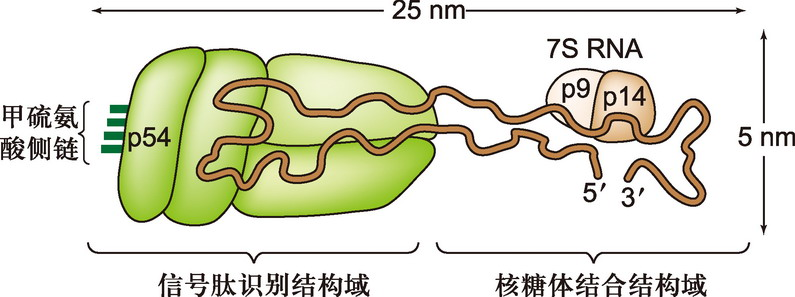 25 nm
7S RNA
p9
p14
甲硫氨
酸侧链
p54
5 nm
5′
3′
信号肽识别结构域
核糖体结合结构域